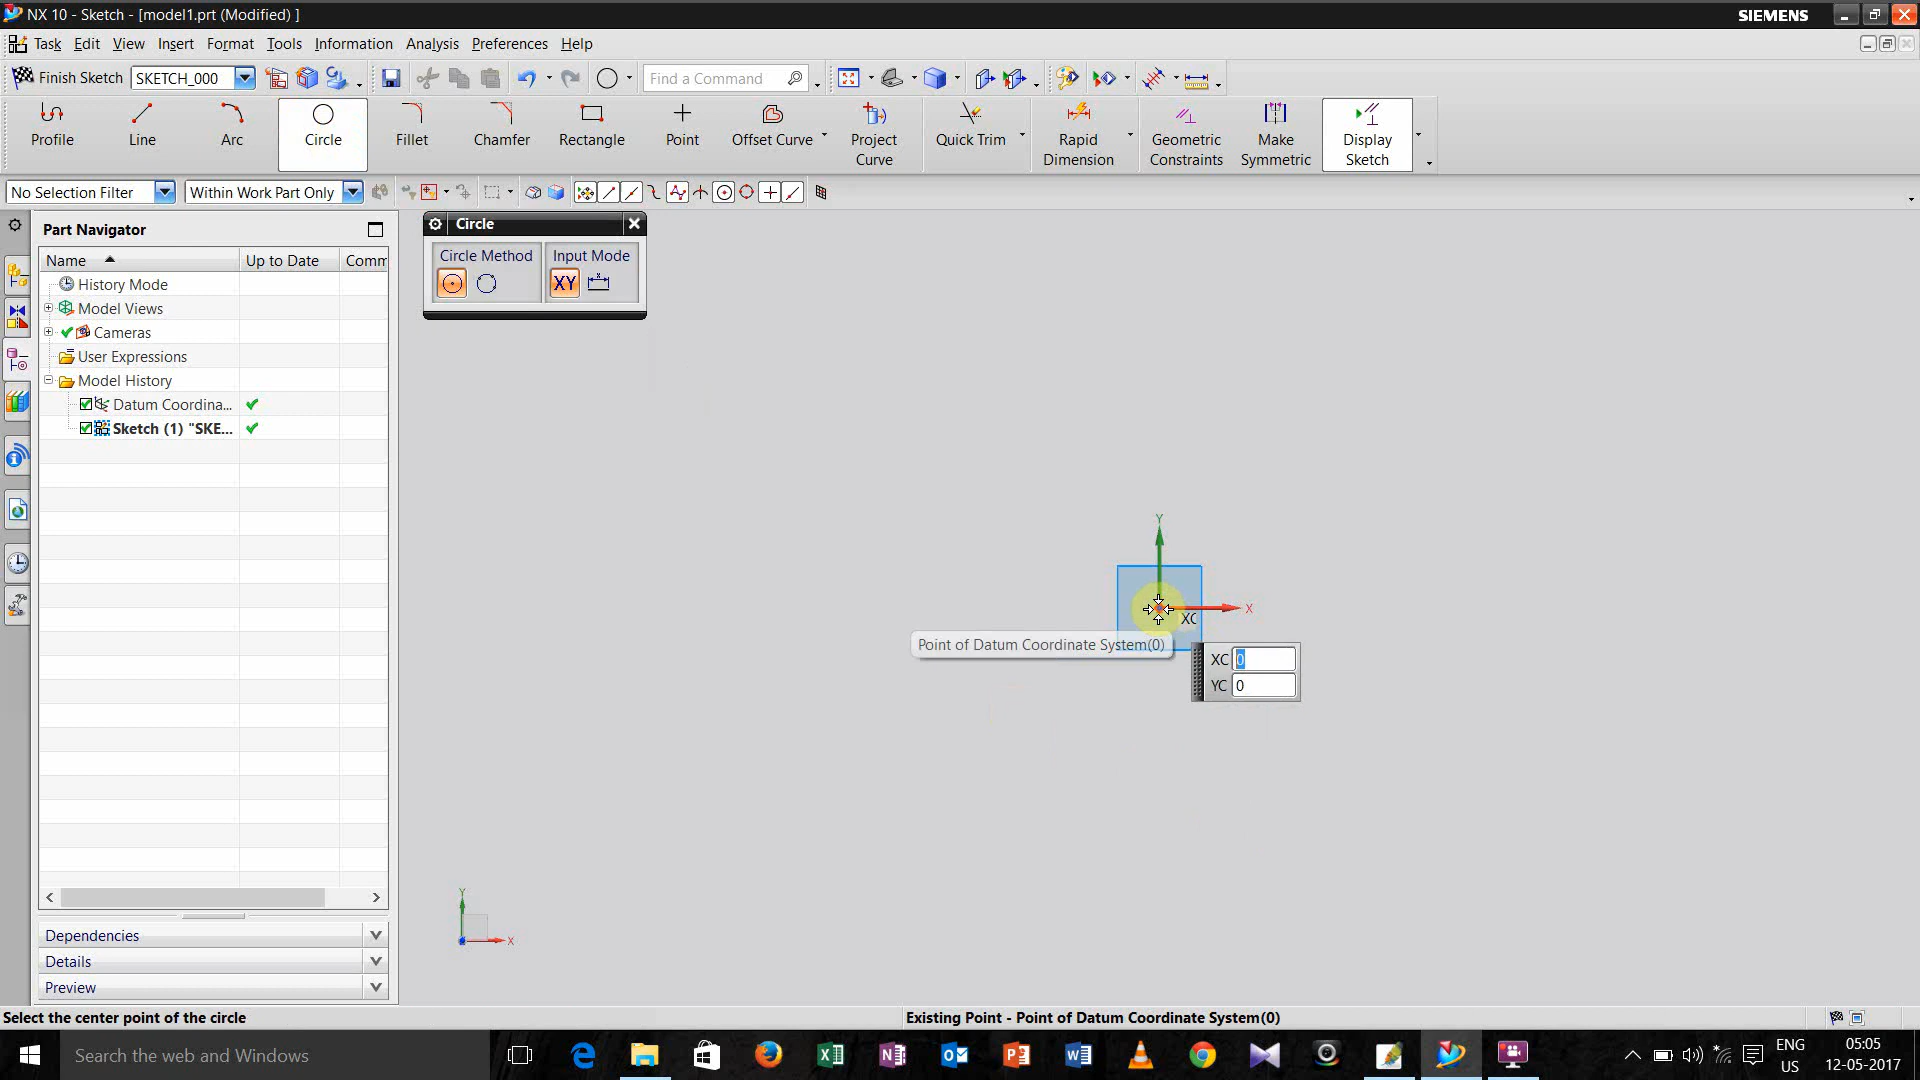 NX 10 - Sketch - [model1.prt (Modified) ]
SIEMENS
Task Edit View Insert Format Tools Information Analysis Preferences Help
Finish Sketch SKETCH_000 Find a Command
Profile Line Arc Circle Fillet Chamfer Rectangle Point Offset Curve Project Curve Quick Trim Rapid Dimension Geometric Constraints Make Symmetric Display Sketch
No Selection Filter Within Work Part Only
Part Navigator
Name Up to Date Comm
History Mode
Model Views
Cameras
User Expressions
Model History
Datum Coordina...
Sketch (1) "SKE...
Dependencies
Details
Preview
Circle
Circle Method Input Mode
XY
Y
X
XC
Point of Datum Coordinate System(0)
XC 0
YC 0
Y
X
Select the center point of the circle
Existing Point - Point of Datum Coordinate System(0)
Search the web and Windows
ENG
US
05:05
12-05-2017